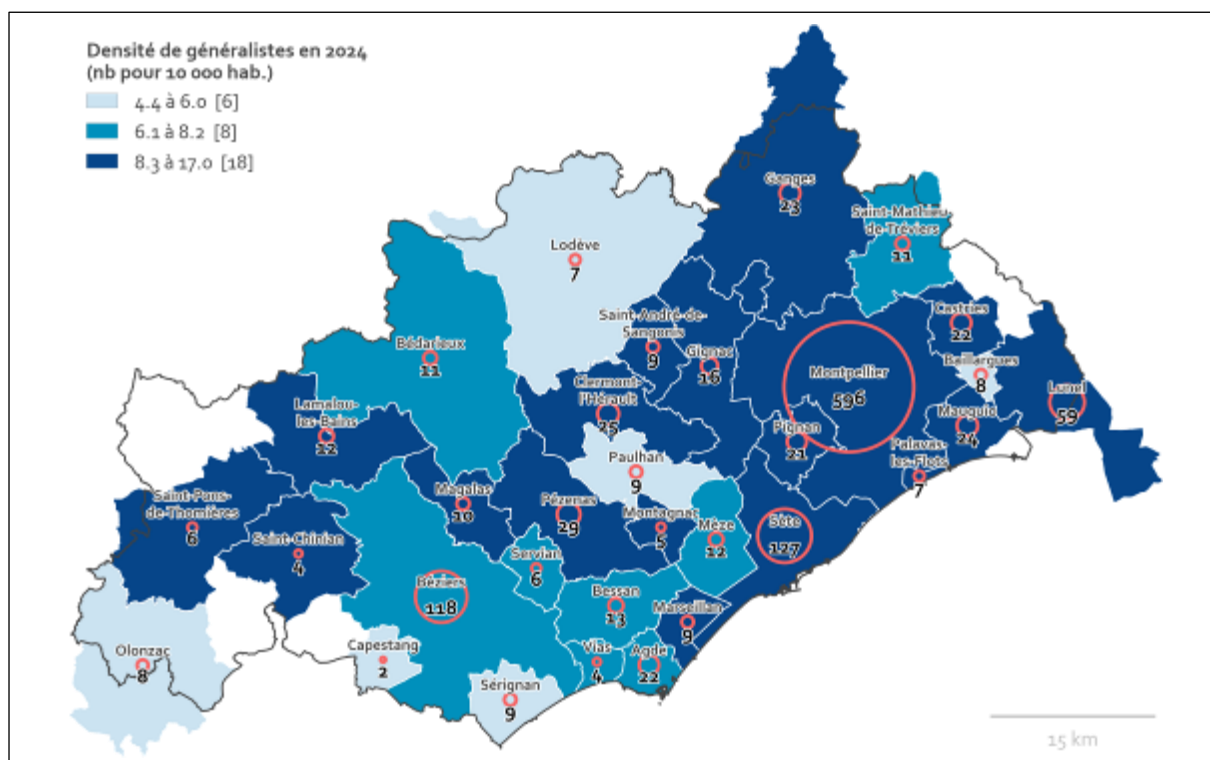 Densité de généralistes en 2024
(nb pour 10 000 hab.)
4.4 à 6.0 [6]
6.1 à 8.2 [8]
8.3 à 17.0 [18]
Ganges
23
Saint-Mathieu-
de-Tréviers
11
Lodève
7
Castries
22
Saint-André-de-
Sangonis
9
Gignac
15
Bédarieux
11
Baillargues
8
Montpellier
596
Lunel
59
Clermont-
l'Hérault
25
Lamalou-
les-Bains
12
Mauguio
24
Pignan
21
Palavas-
les-Flots
7
Paulhan
9
Magalas
10
Pézenas
29
Saint-Pons-
de-Thomières
6
Montagnac
5
Mèze
12
Sète
127
Saint-Chinian
4
Servian
6
Béziers
118
Bessan
13
Marseillan
9
Olonzac
8
Capestang
2
Vias
4
Agde
22
Sérignan
9
15 km